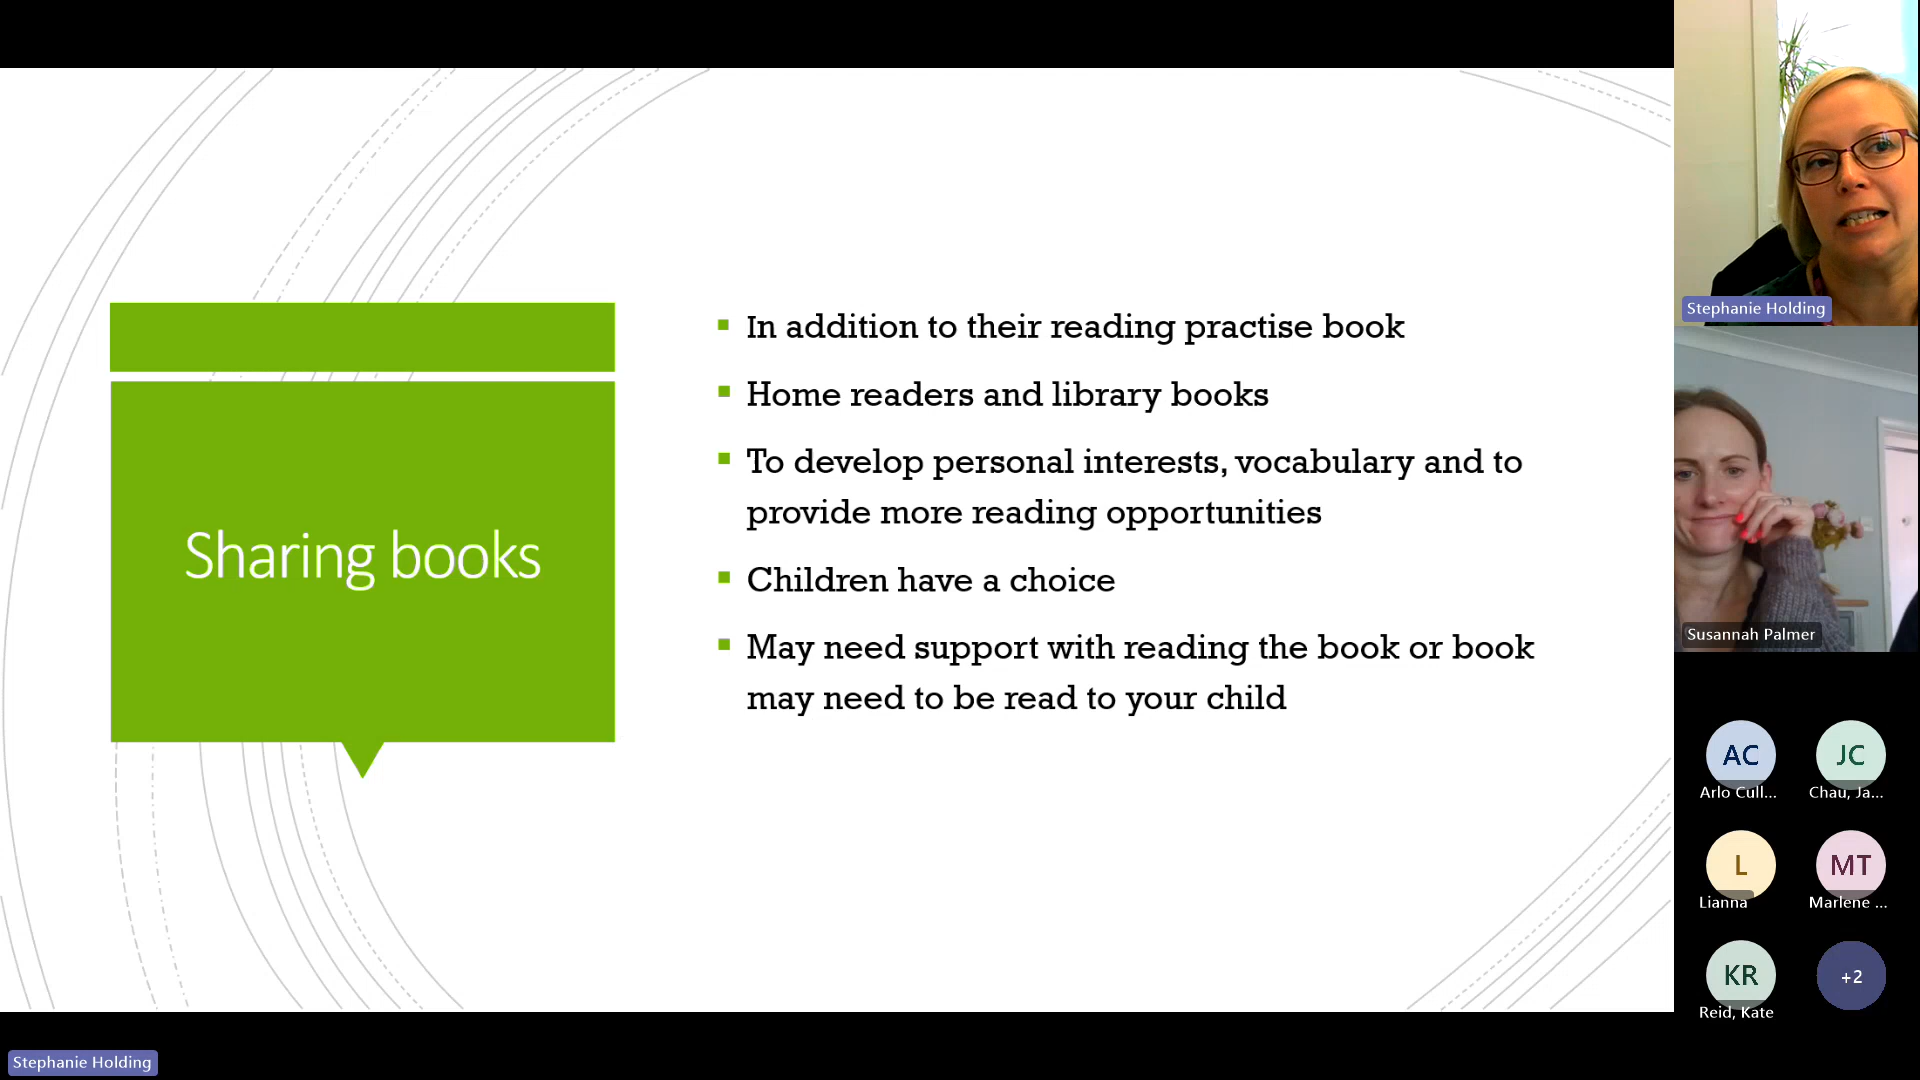 Sharing books
In addition to their reading practise book
Home readers and library books
To develop personal interests, vocabulary and to
provide more reading opportunities
Children have a choice
May need support with reading the book or book
may need to be read to your child
Stephanie Holding
Susannah Palmer
AC
Arlo Cull...
JC
Chau, Ja...
L
Lianna
MT
Marlene ...
KR
Reid, Kate
+2
Stephanie Holding